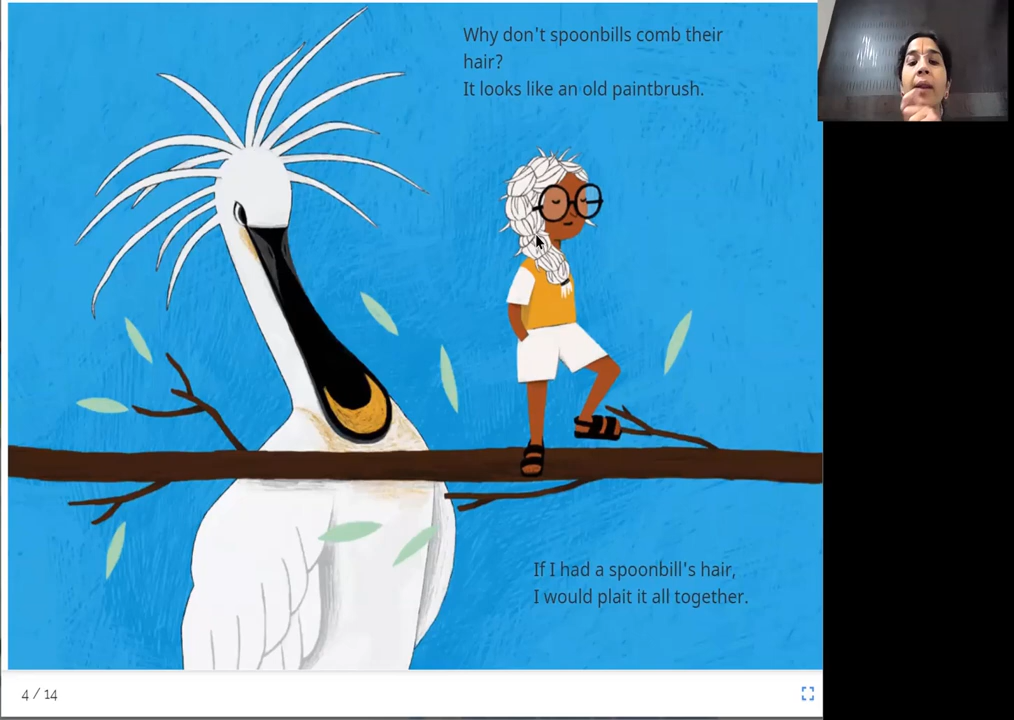 Why don't spoonbills comb their
hair?
It looks like an old paintbrush.
If I had a spoonbill's hair,
I would plait it all together.
4 / 14